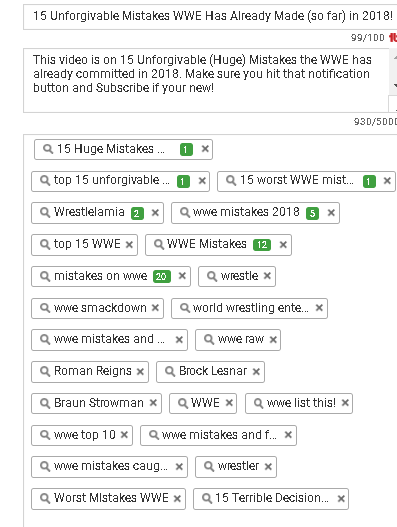 15 Unforgivable Mistakes WWE Has Already Made (so far) in 2018!
99/100
This video is on 15 Unforgivable (Huge) Mistakes the WWE has
already committed in 2018. Make sure you hit that notification
button and Subscribe if your new!
930/5000
15 Huge Mistakes ... 1 ×
top 15 unforgivable ... 1 × 15 worst WWE mist... 1 ×
Wrestlelamia 2 × wwe mistakes 2018 5 ×
top 15 WWE × WWE Mistakes 12 ×
mistakes on wwe 20 × wrestle ×
wwe smackdown × world wrestling ente... ×
wwe mistakes and ... × wwe raw ×
Roman Reigns × Brock Lesnar ×
Braun Strowman × WWE × wwe list this! ×
wwe top 10 × wwe mistakes and f... ×
wwe mistakes caug... × wrestler ×
Worst MIstakes WWE × 15 Terrible Decision... ×